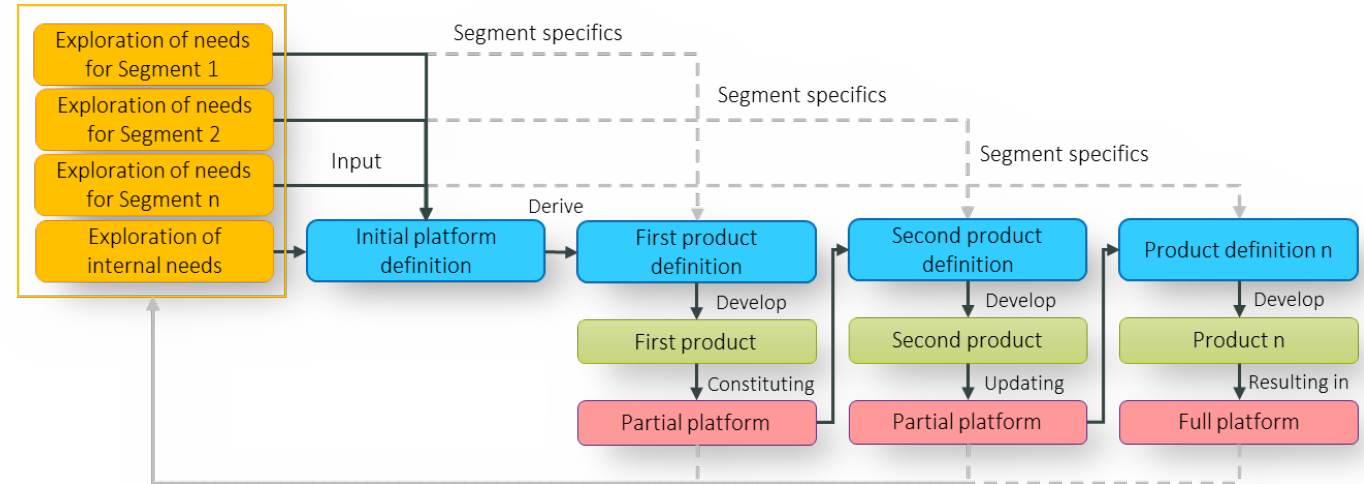 Exploration of needs
for Segment 1
Exploration of needs
for Segment 2
Exploration of needs
for Segment n
Exploration of
internal needs
Segment specifics
Segment specifics
Segment specifics
Input
Initial platform
definition
Derive
First product
definition
Develop
First product
Constituting
Partial platform
Second product
definition
Develop
Second product
Updating
Partial platform
Product definition n
Develop
Product n
Resulting in
Full platform